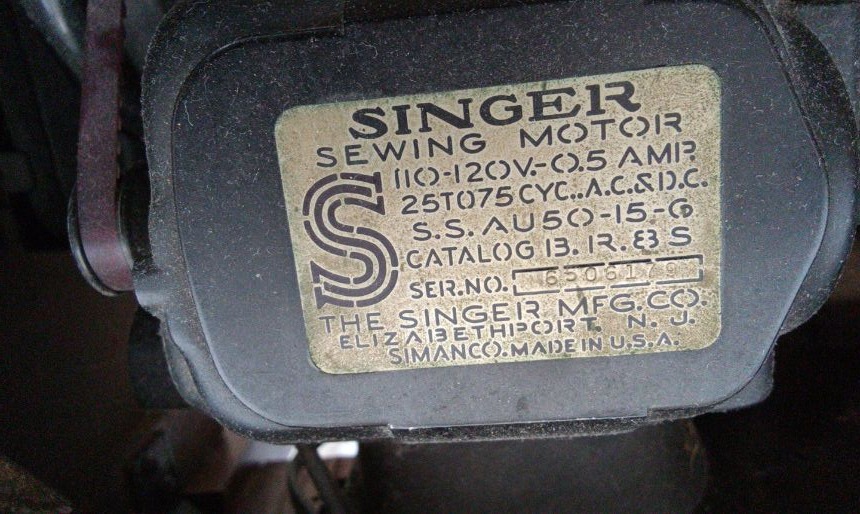 SINGER
SEWING MOTOR
110-120V.-0.5 AMP.
25TO75CYC..A.C.&D.C.
S.S. AU50-15-G
CATALOG B. R. & S
SER.NO. 6506179
THE SINGER MFG.CO.
ELIZABETHPORT. N. J.
SIMANCO.MADE IN U.S.A.
S